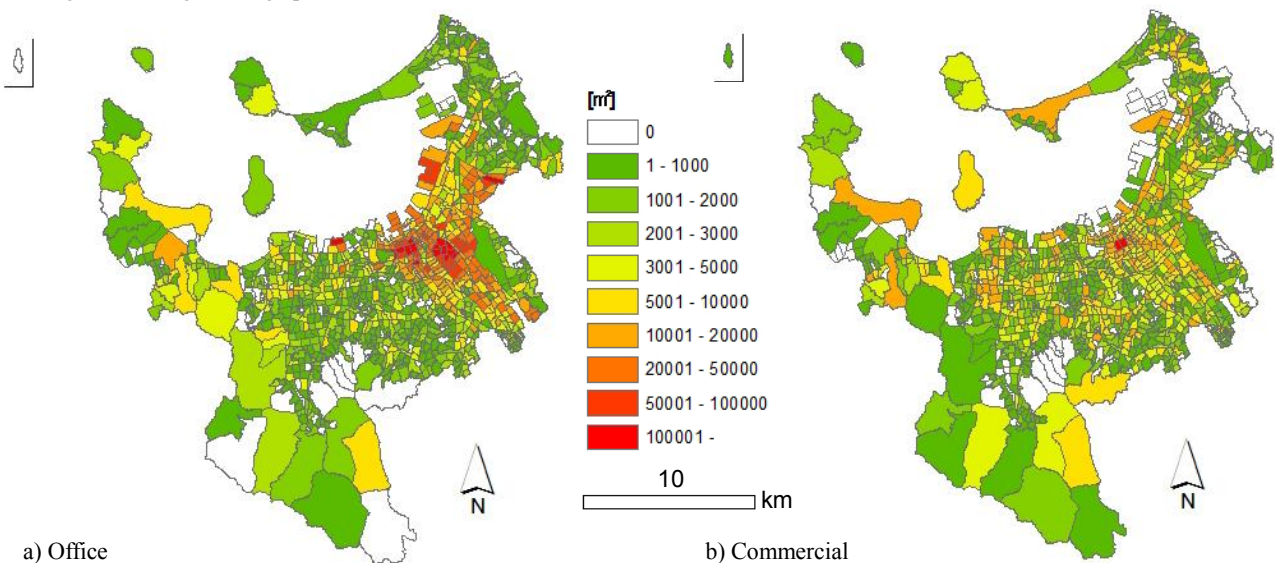 [m²]
0
1 - 1000
1001 - 2000
2001 - 3000
3001 - 5000
5001 - 10000
10001 - 20000
20001 - 50000
50001 - 100000
100001 -
10
km
N
N
a) Office
b) Commercial